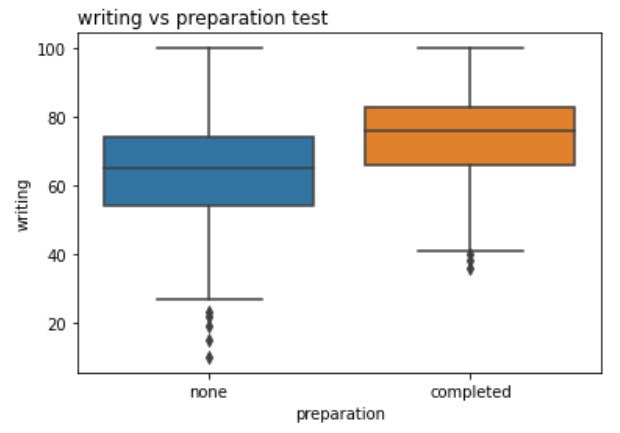 writing vs preparation test
100
80
60
40
20
writing
none
completed
preparation